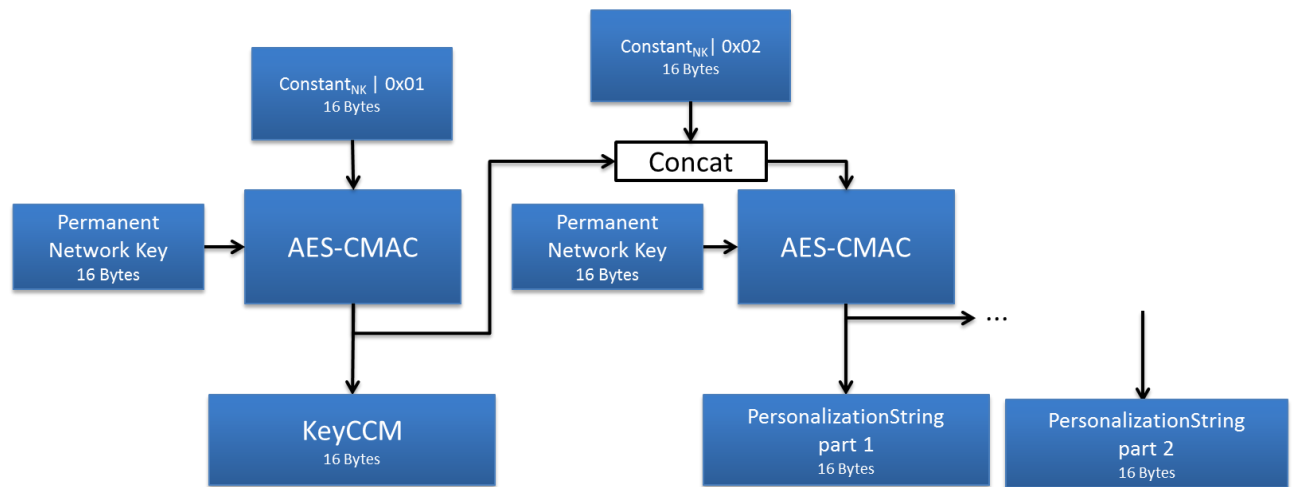 Constant_NK | 0x01
16 Bytes
Constant_NK | 0x02
16 Bytes
Concat
Permanent
Network Key
16 Bytes
AES-CMAC
Permanent
Network Key
16 Bytes
AES-CMAC
...
KeyCCM
16 Bytes
PersonalizationString
part 1
16 Bytes
PersonalizationString
part 2
16 Bytes